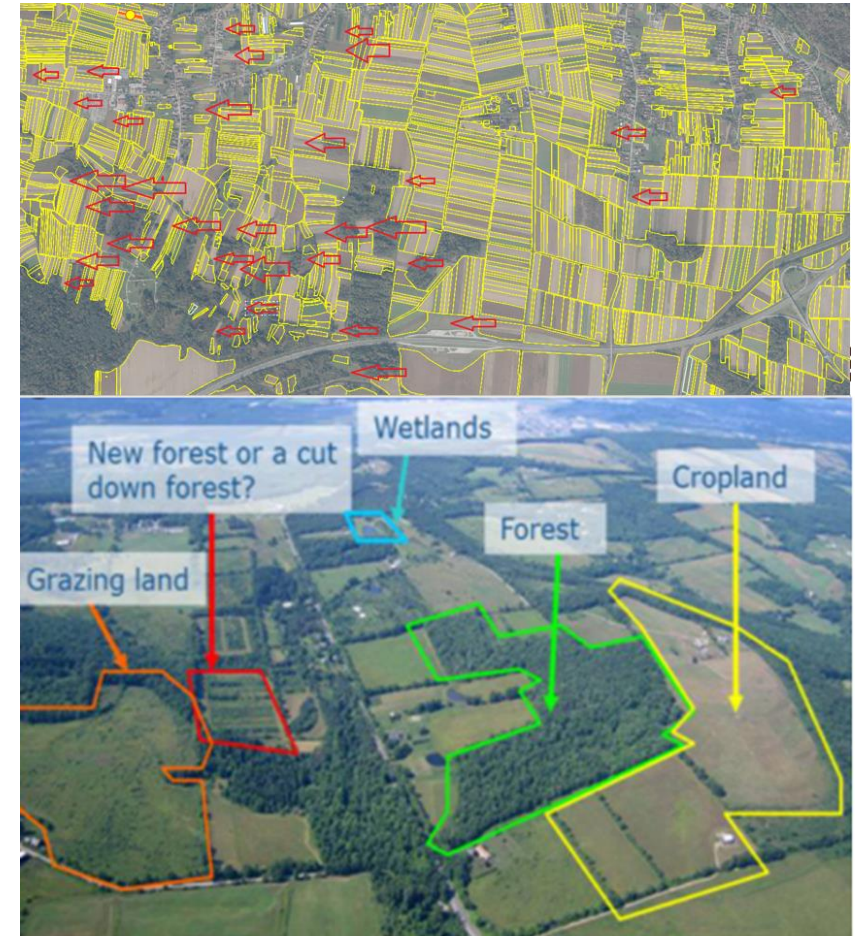 Wetlands
New forest or a cut
down forest?
Cropland
Forest
Grazing land